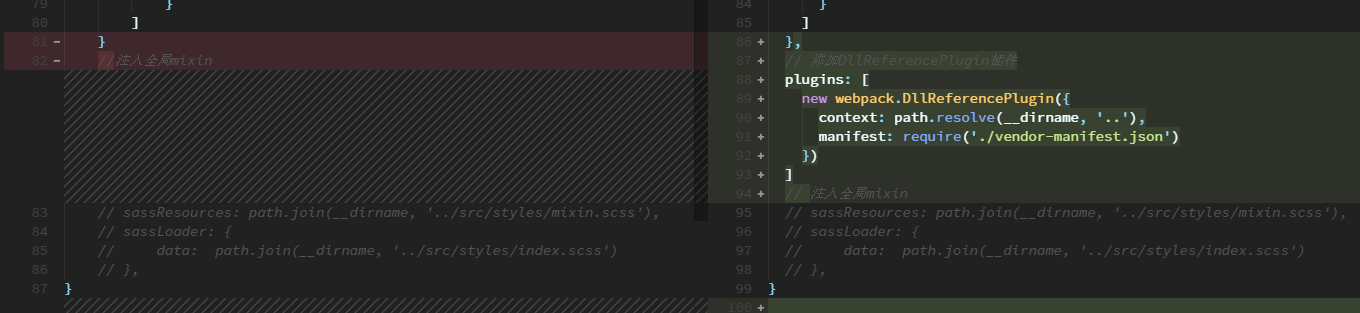 79 }
80 ]
81 - }
82 - //注入全局mixin
83 // sassResources: path.join(__dirname, '../src/styles/mixin.scss'),
84 // sassLoader: {
85 //     data:  path.join(__dirname, '../src/styles/index.scss')
86 // },
87 }
84 }
85 ]
86 + },
87 + // 添加DllReferencePlugin插件
88 + plugins: [
89 + new webpack.DllReferencePlugin({
90 + context: path.resolve(__dirname, '..'),
91 + manifest: require('./vendor-manifest.json')
92 + })
93 + ]
94 + // 注入全局mixin
95 // sassResources: path.join(__dirname, '../src/styles/mixin.scss'),
96 // sassLoader: {
97 //     data:  path.join(__dirname, '../src/styles/index.scss')
98 // },
99 }
100 +